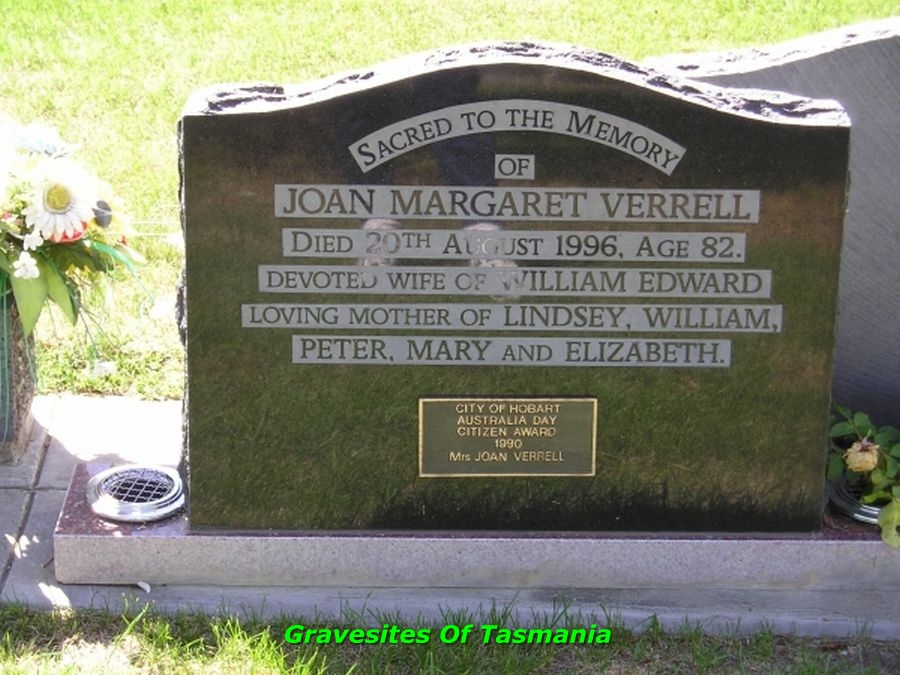 SACRED TO THE MEMORY
OF
JOAN MARGARET VERRELL
DIED 20TH AUGUST 1996, AGE 82.
DEVOTED WIFE OF WILLIAM EDWARD
LOVING MOTHER OF LINDSEY, WILLIAM,
PETER, MARY AND ELIZABETH.
CITY OF HOBART
AUSTRALIA DAY
CITIZEN AWARD
1990
Mrs JOAN VERRELL
Gravesites Of Tasmania